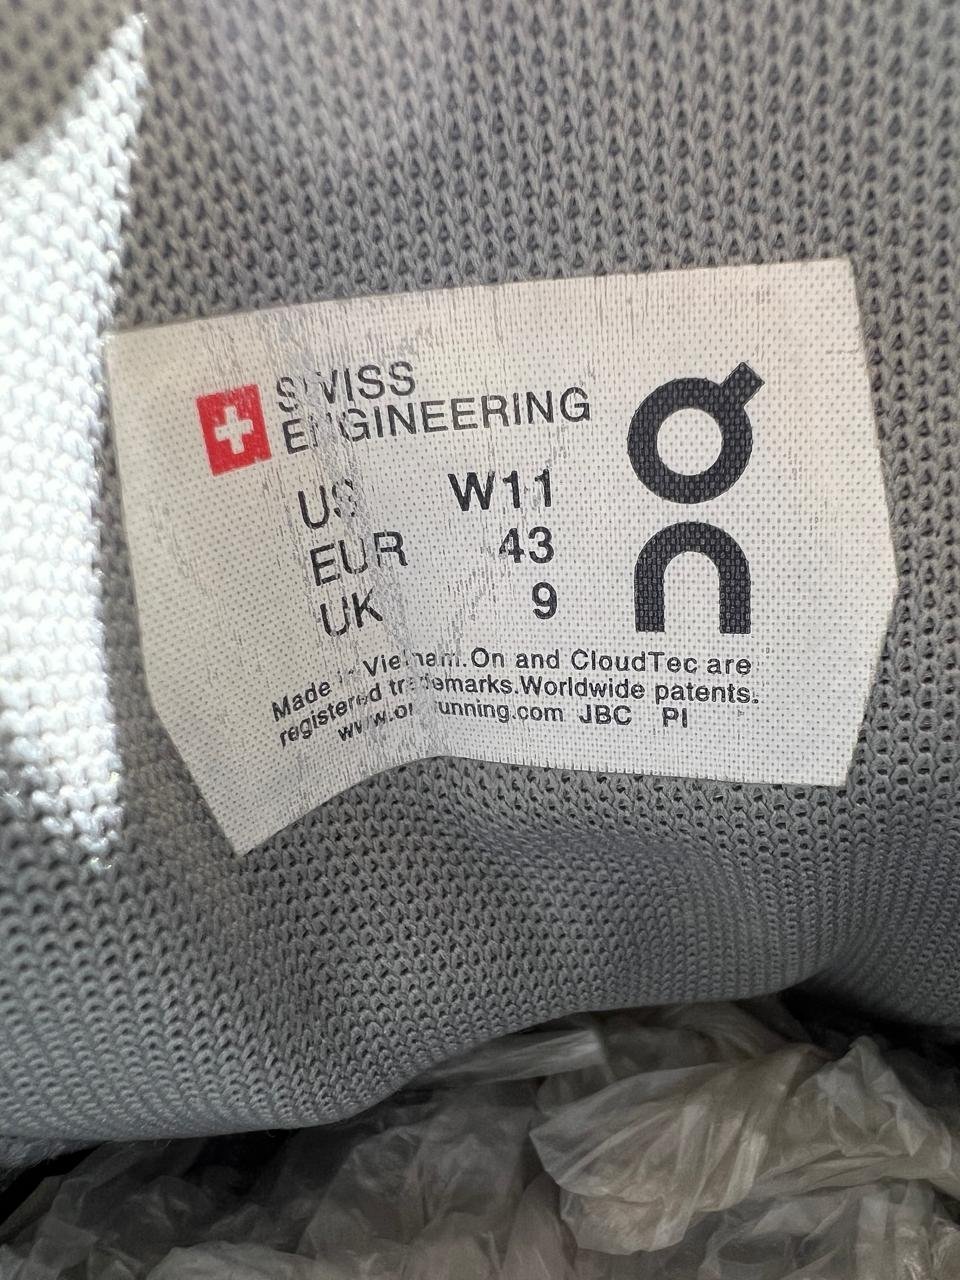 SWISS
ENGINEERING
On
US W11
EUR 43
UK 9
Made in Vietnam. On and CloudTec are
registered trademarks. Worldwide patents.
www.on-running.com JBC PI